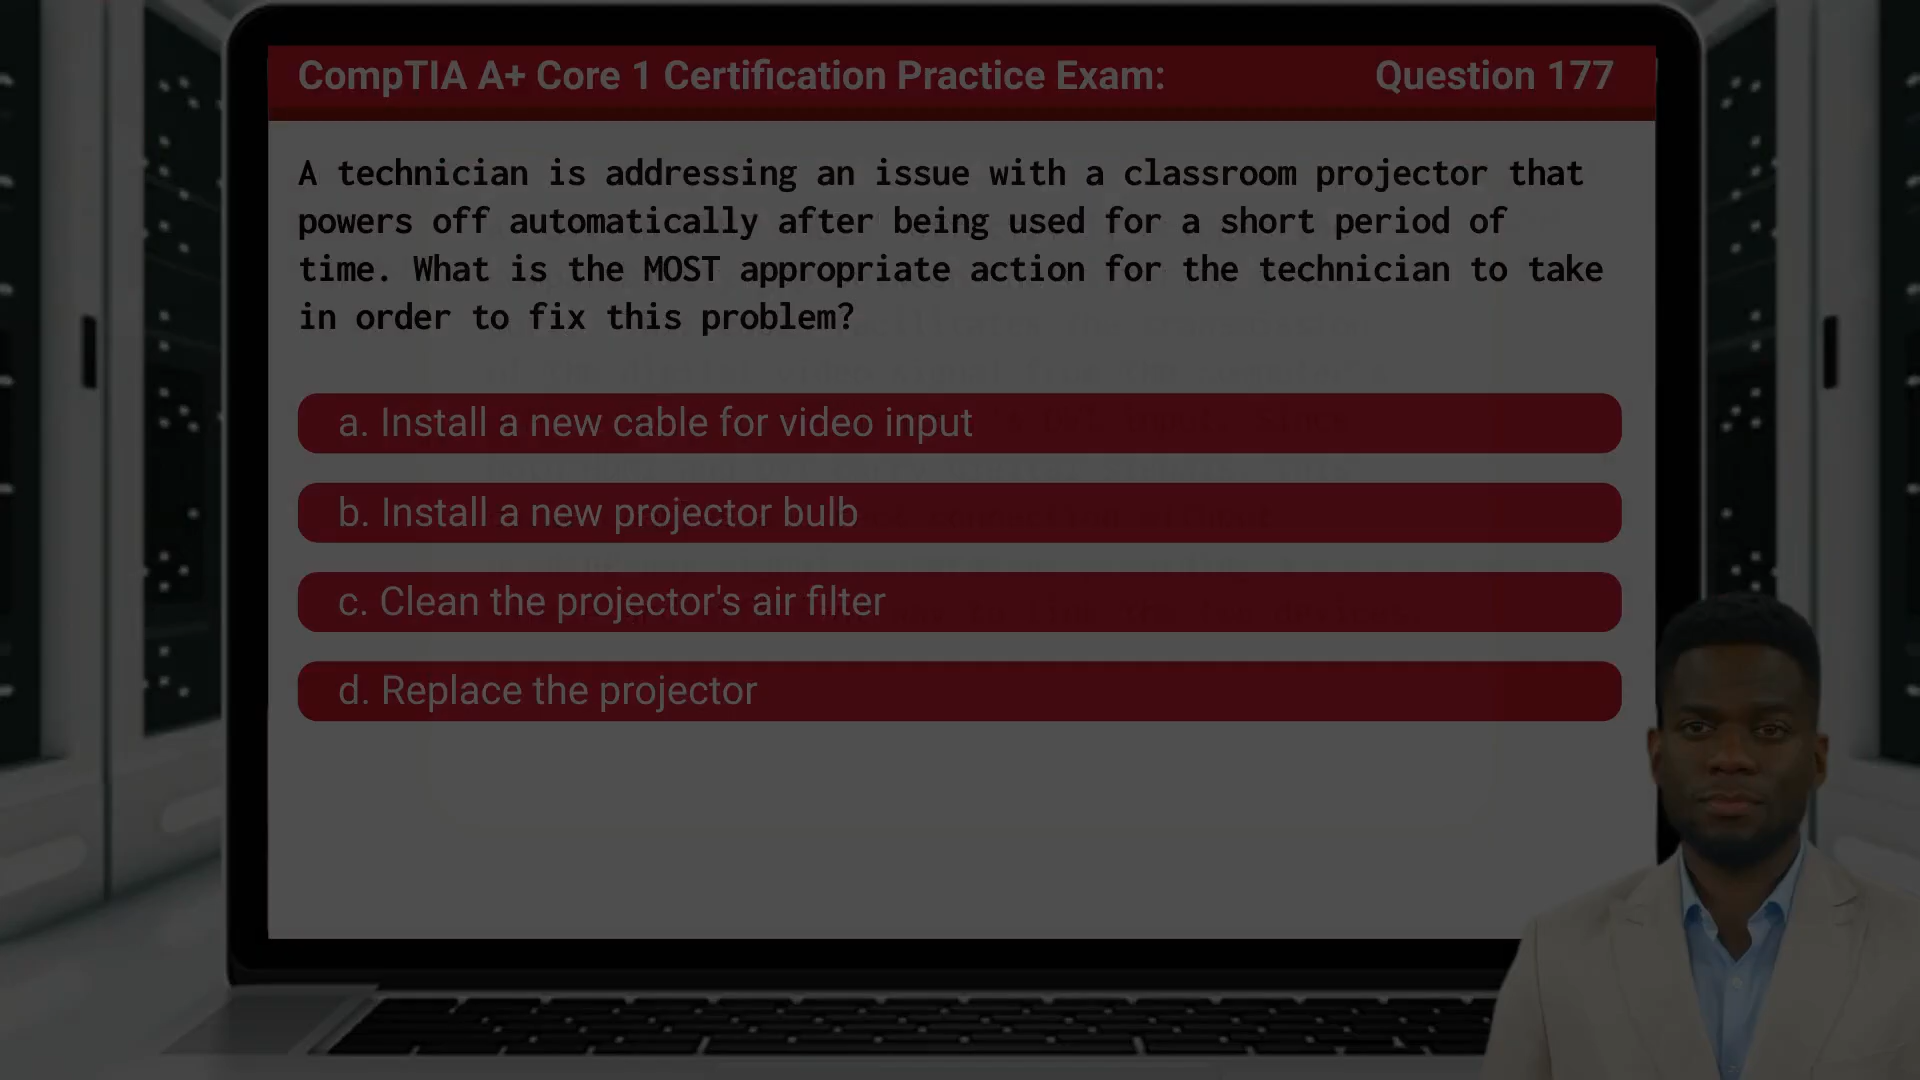 CompTIA A+ Core 1 Certification Practice Exam: Question 177
A technician is addressing an issue with a classroom projector that
powers off automatically after being used for a short period of
time. What is the MOST appropriate action for the technician to take
in order to fix this problem?
a. Install a new cable for video input
b. Install a new projector bulb
c. Clean the projector's air filter
d. Replace the projector